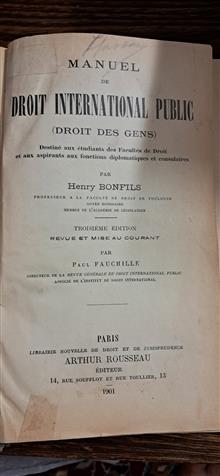 MANUEL
DE
DROIT INTERNATIONAL PUBLIC
(DROIT DES GENS)
Destiné aux étudiants des Facultés de Droit
et aux aspirants aux fonctions diplomatiques et consulaires
PAR
Henry BONFILS
PROFESSEUR A LA FACULTÉ DE DROIT DE TOULOUSE
DOYEN HONORAIRE
MEMBRE DE L'ACADÉMIE DE LÉGISLATION
TROISIÈME ÉDITION
REVUE ET MISE AU COURANT
PAR
PAUL FAUCHILLE
DIRECTEUR DE LA REVUE GÉNÉRALE DE DROIT INTERNATIONAL PUBLIC
ASSOCIÉ DE L'INSTITUT DE DROIT INTERNATIONAL
PARIS
LIBRAIRIE NOUVELLE DE DROIT ET DE JURISPRUDENCE
ARTHUR ROUSSEAU
ÉDITEUR
14, RUE SOUFFLOT ET RUE TOULLIER, 13
1901